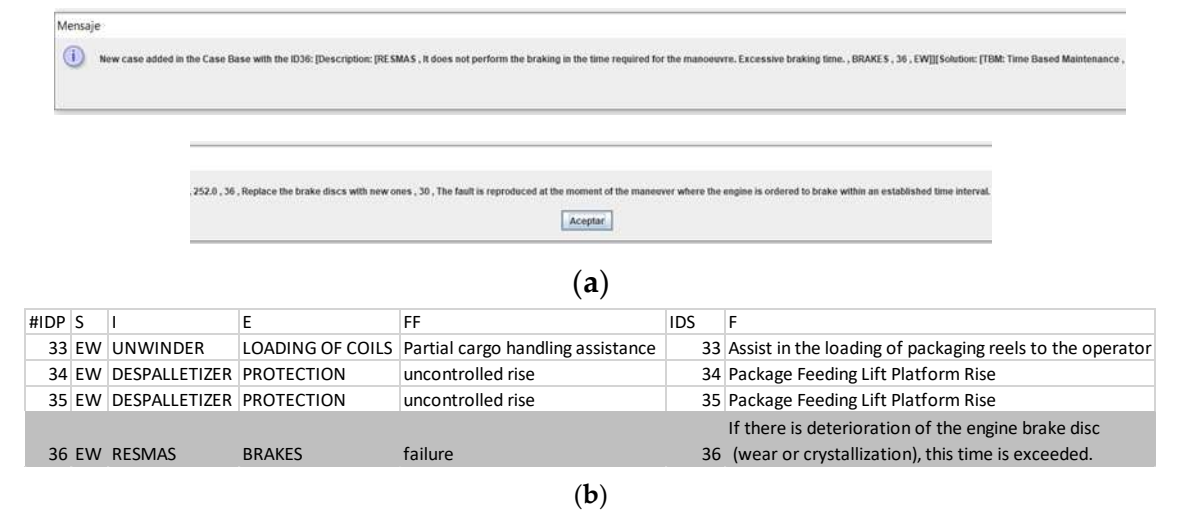 Mensaje
New case added in the Case Base with the ID36: [Description: [RESMAS , It does not perform the braking in the time required for the manoeuvre. Excessive braking time. , BRAKES , 36 , EW]][Solution: [TBM: Time Based Maintenance ,
, 252.0 , 36 , Replace the brake discs with new ones , 30 , The fault is reproduced at the moment of the maneuver where the engine is ordered to brake within an established time interval.
Aceptar
(a)
#IDP S I E FF IDS F
33 EW UNWINDER LOADING OF COILS Partial cargo handling assistance 33 Assist in the loading of packaging reels to the operator
34 EW DESPALLETIZER PROTECTION uncontrolled rise 34 Package Feeding Lift Platform Rise
35 EW DESPALLETIZER PROTECTION uncontrolled rise 35 Package Feeding Lift Platform Rise
If there is deterioration of the engine brake disc
36 EW RESMAS BRAKES failure 36 (wear or crystallization), this time is exceeded.
(b)